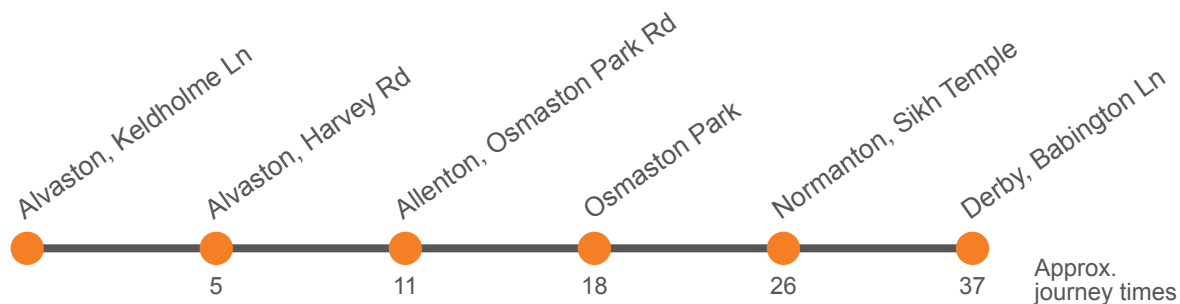 Alvaston, Keldholme Ln
Alvaston, Harvey Rd
Allenton, Osmaston Park Rd
Osmaston Park
Normanton, Sikh Temple
Derby, Babington Ln
5
11
18
26
37
Approx.
journey times